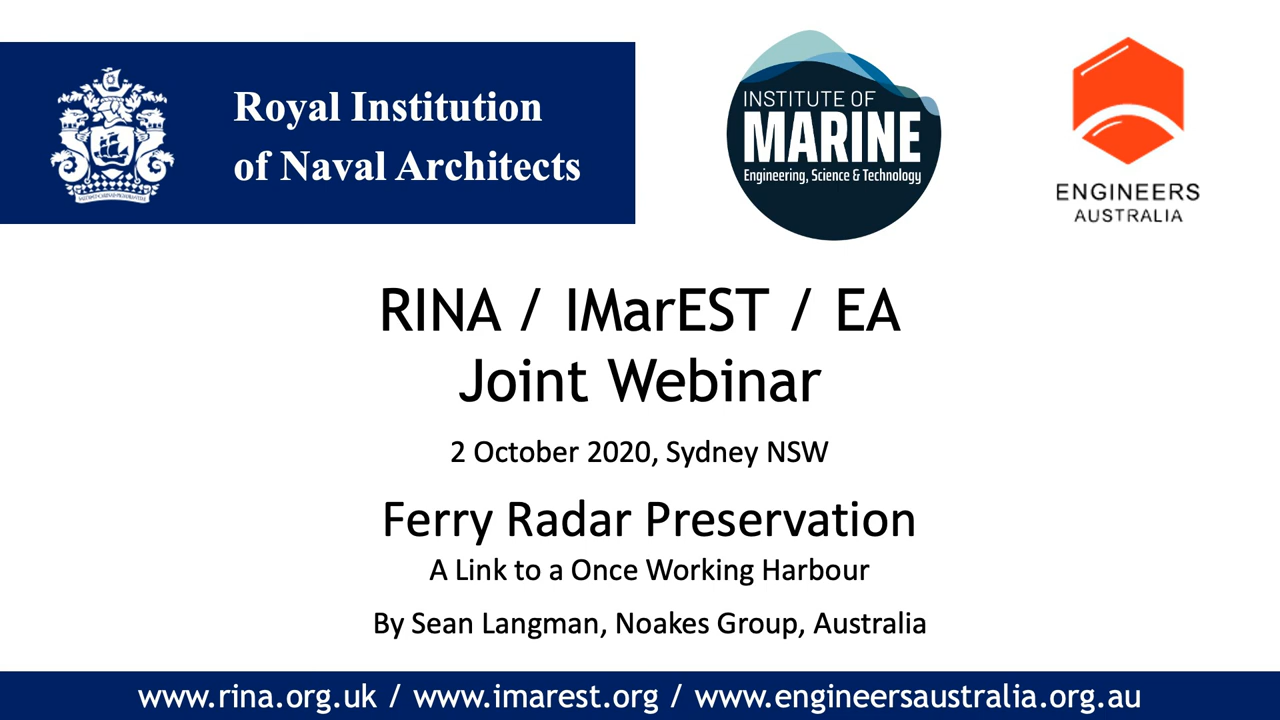 Royal Institution
of Naval Architects
INSTITUTE OF
MARINE
Engineering, Science & Technology
ENGINEERS
AUSTRALIA
RINA / IMarEST / EA
Joint Webinar
2 October 2020, Sydney NSW
Ferry Radar Preservation
A Link to a Once Working Harbour
By Sean Langman, Noakes Group, Australia
www.rina.org.uk / www.imarest.org / www.engineersaustralia.org.au